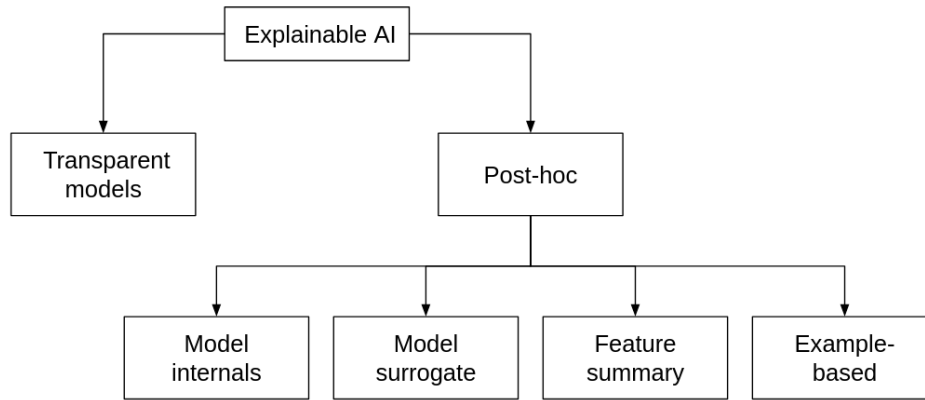 Explainable AI
Transparent
models
Post-hoc
Model
internals
Model
surrogate
Feature
summary
Example-
based